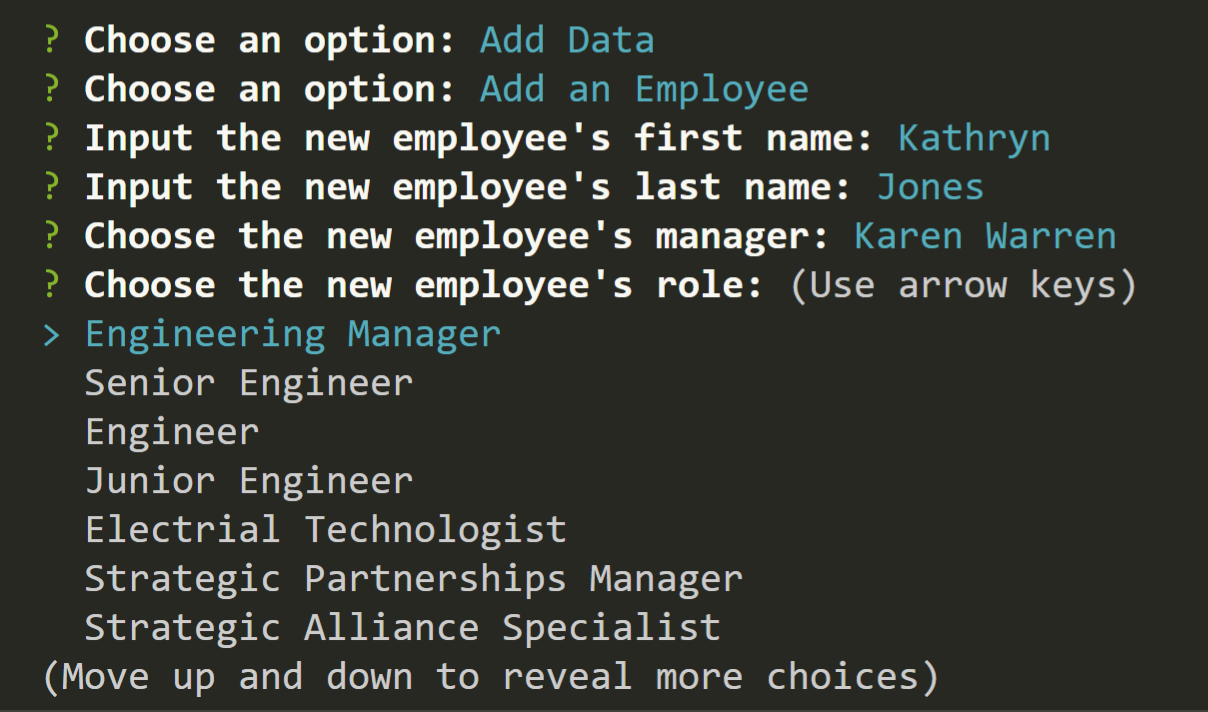 ? Choose an option: Add Data
? Choose an option: Add an Employee
? Input the new employee's first name: Kathryn
? Input the new employee's last name: Jones
? Choose the new employee's manager: Karen Warren
? Choose the new employee's role: (Use arrow keys)
> Engineering Manager
  Senior Engineer
  Engineer
  Junior Engineer
  Electrial Technologist
  Strategic Partnerships Manager
  Strategic Alliance Specialist
(Move up and down to reveal more choices)